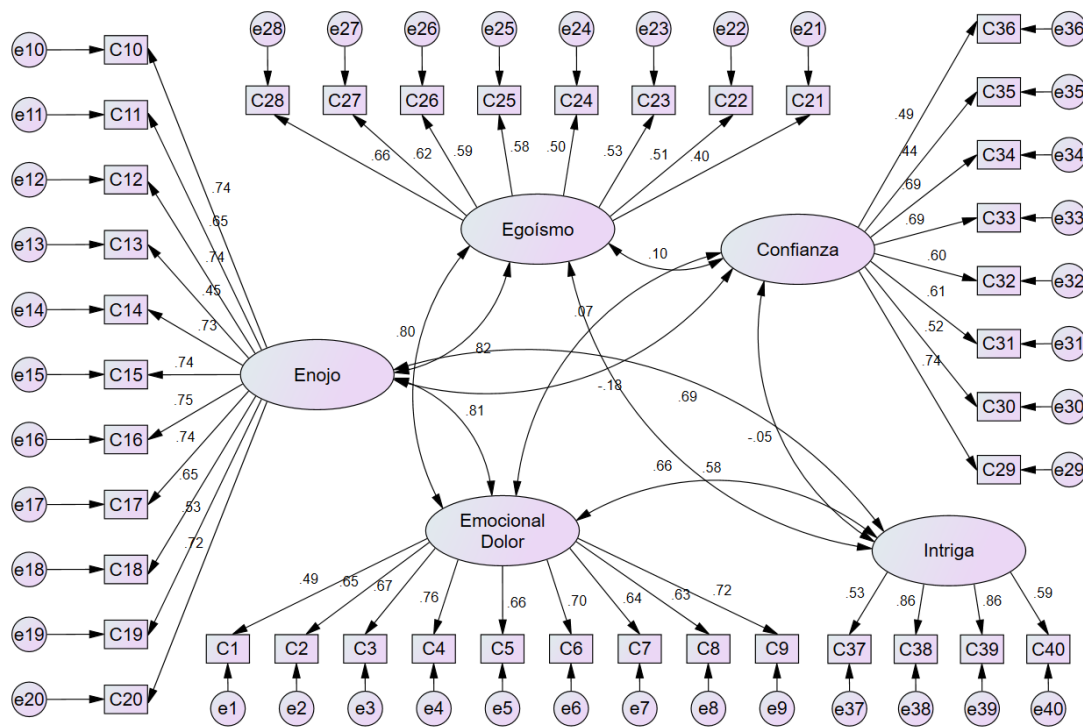 e28 e27 e26 e25 e24 e23 e22 e21
C28 C27 C26 C25 C24 C23 C22 C21
.66 .62 .59 .58 .50 .53 .51 .40
e10 C10
e11 C11
e12 C12
e13 C13
e14 C14
e15 C15
e16 C16
e17 C17
e18 C18
e19 C19
e20 C20
.74
.65
.74
.45
.73
.74
.75
.74
.65
.53
.72
Enojo
Egoísmo
Confianza
C36 e36
C35 e35
C34 e34
C33 e33
C32 e32
C31 e31
C30 e30
C29 e29
.49
.44
.69
.69
.60
.61
.52
.74
.10
.07
.80
.82
-.18
.69
.81
-.05
.66
.58
Emocional
Dolor
Intriga
.49 .65 .67 .76 .66 .70 .64 .63 .72
C1 C2 C3 C4 C5 C6 C7 C8 C9
e1 e2 e3 e4 e5 e6 e7 e8 e9
.53 .86 .86 .59
C37 C38 C39 C40
e37 e38 e39 e40